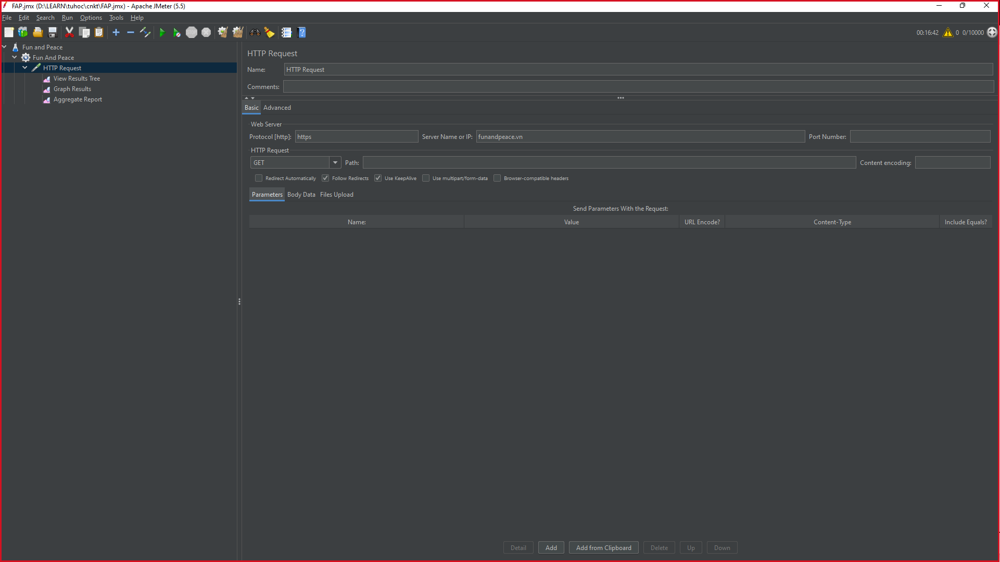 FAP.jmx (D:\LEARN\tuhoc\cnkt\FAP.jmx) - Apache JMeter (5.5)
File Edit Search Run Options Tools Help
00:16:42 0 0/10000
Fun and Peace
Fun And Peace
HTTP Request
View Results Tree
Graph Results
Aggregate Report
HTTP Request
Name: HTTP Request
Comments:
Basic Advanced
Web Server
Protocol [http]: https Server Name or IP: funandpeace.vn Port Number:
HTTP Request
GET Path: Content encoding:
Redirect Automatically Follow Redirects Use KeepAlive Use multipart/form-data Browser-compatible headers
Parameters Body Data Files Upload
Send Parameters With the Request:
Name: Value URL Encode? Content-Type Include Equals?
Detail Add Add from Clipboard Delete Up Down